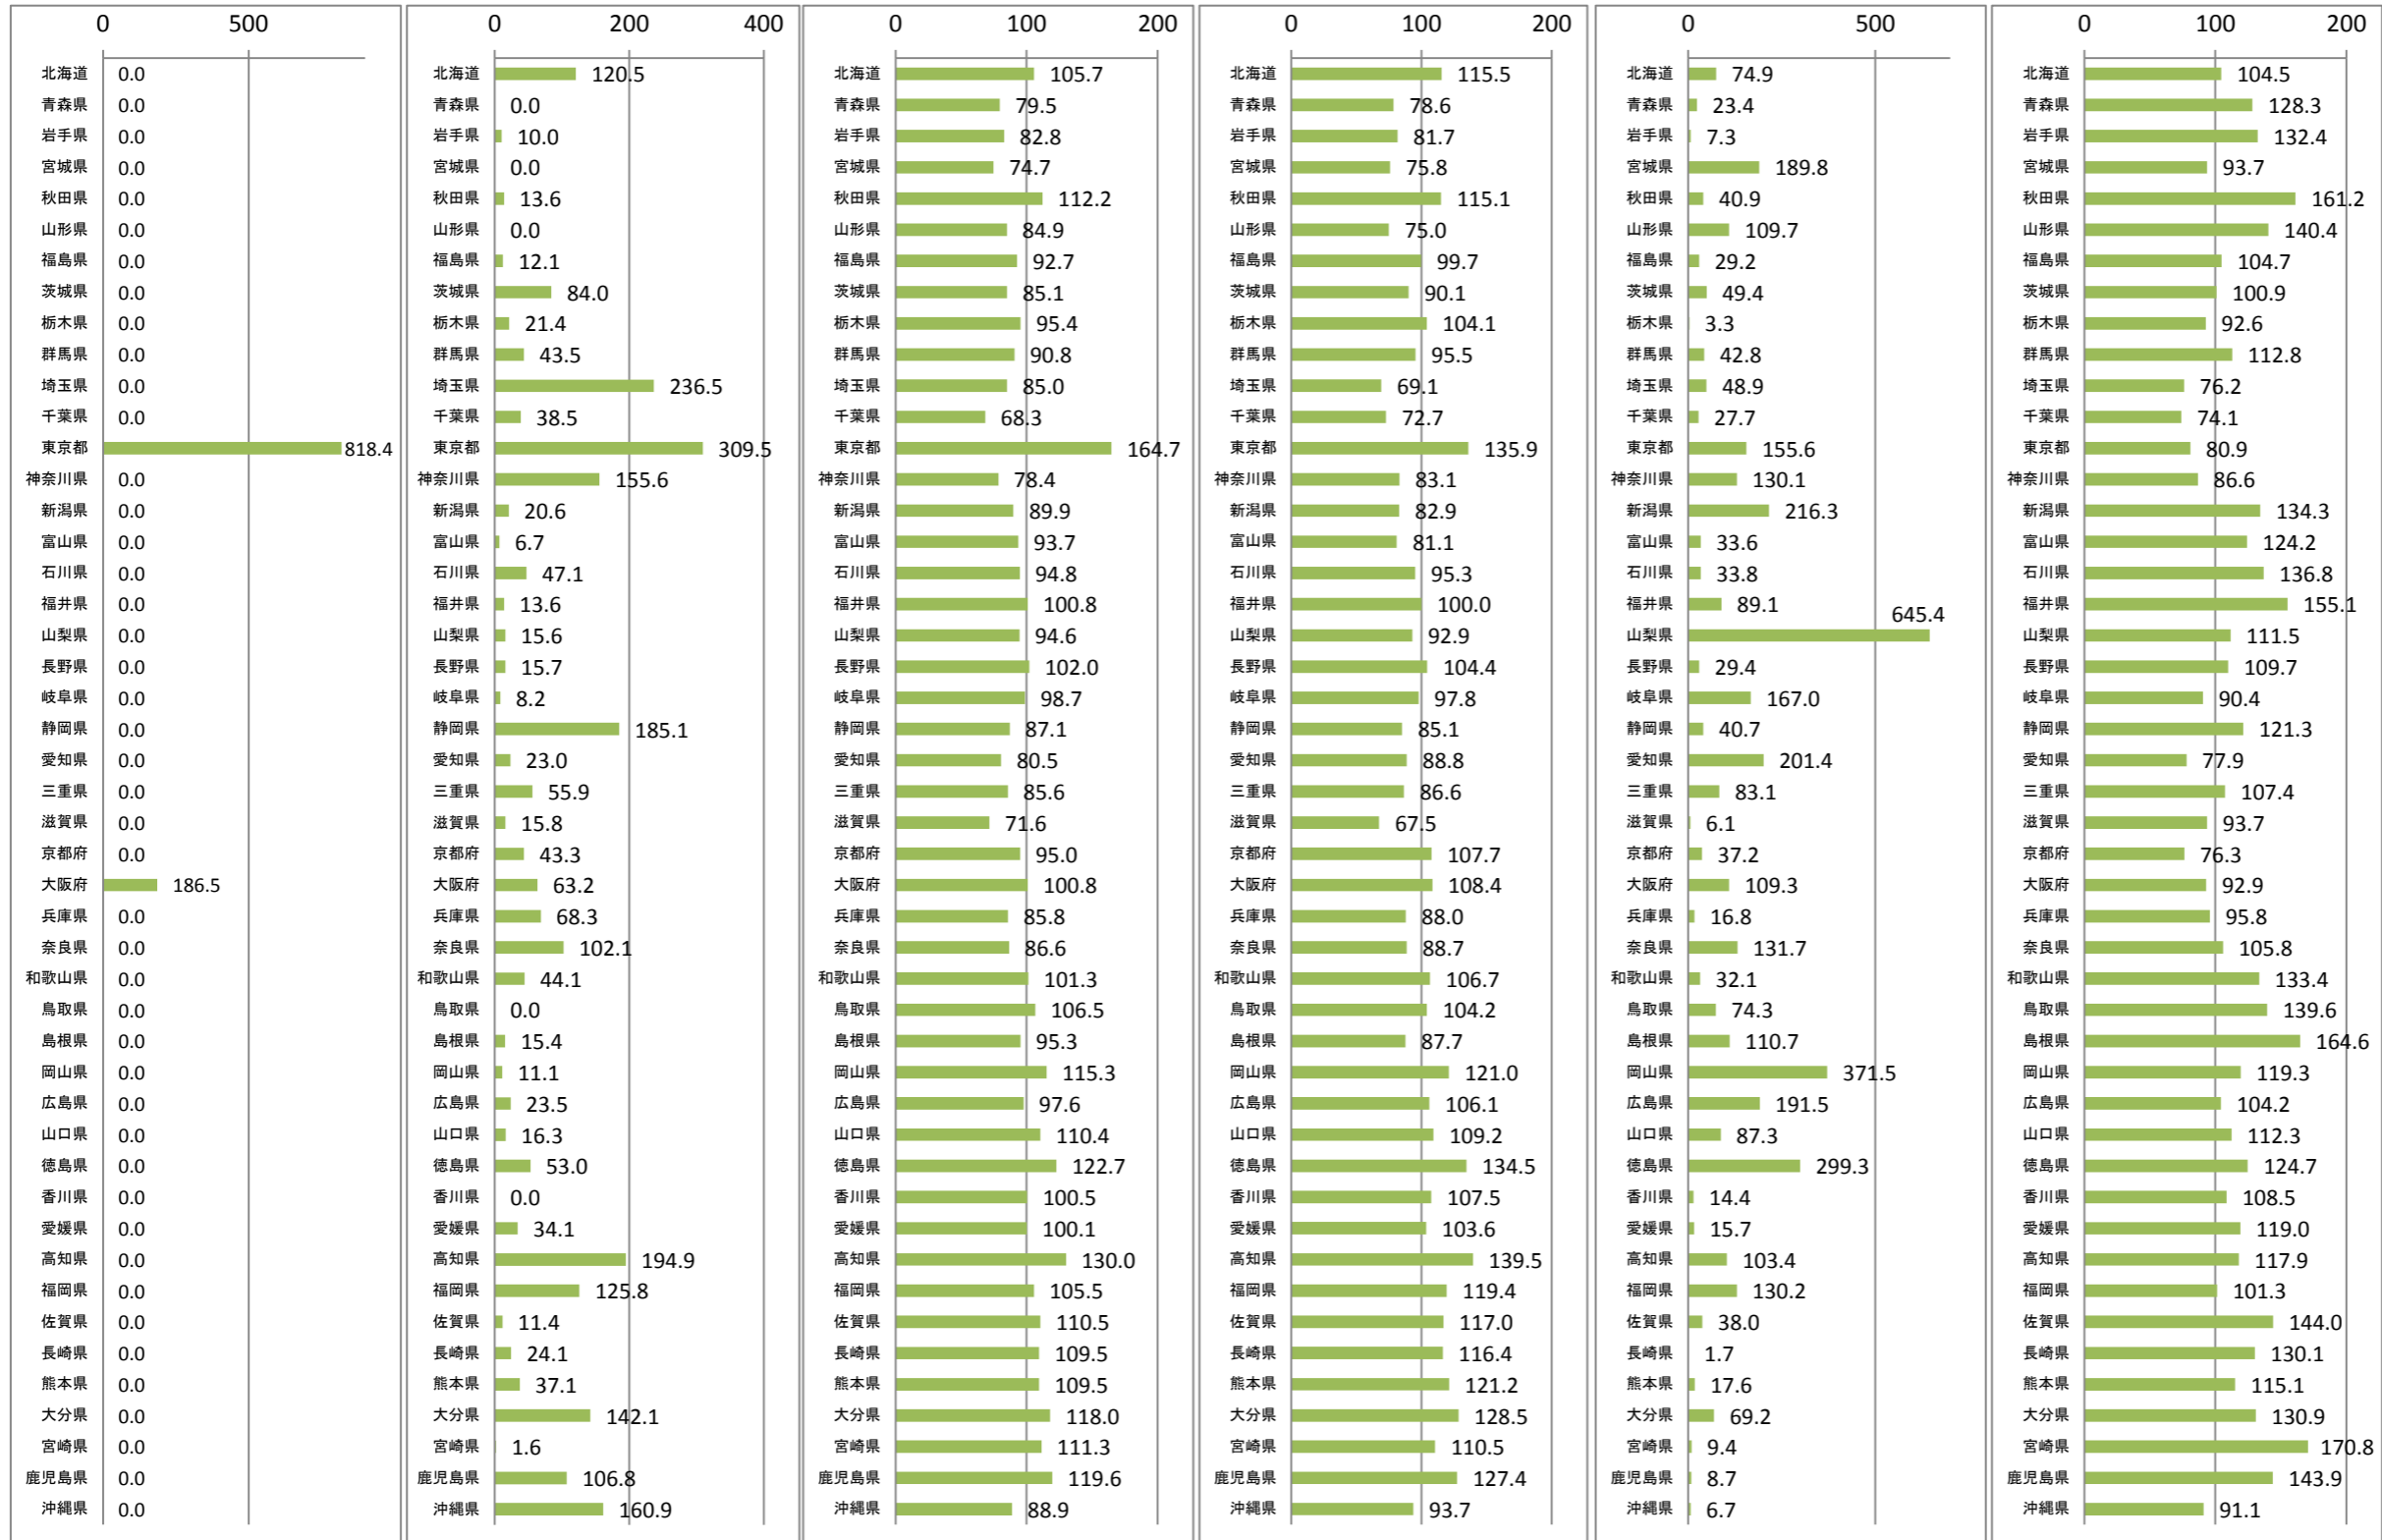 0 500 0 200 400 0 100 200 0 100 200 0 500 0 100 200
北海道 0.0 北海道 120.5 北海道 105.7 北海道 115.5 北海道 74.9 北海道 104.5
青森県 0.0 青森県 0.0 青森県 79.5 青森県 78.6 青森県 23.4 青森県 128.3
岩手県 0.0 岩手県 10.0 岩手県 82.8 岩手県 81.7 岩手県 7.3 岩手県 132.4
宮城県 0.0 宮城県 0.0 宮城県 74.7 宮城県 75.8 宮城県 189.8 宮城県 93.7
秋田県 0.0 秋田県 13.6 秋田県 112.2 秋田県 115.1 秋田県 40.9 秋田県 161.2
山形県 0.0 山形県 0.0 山形県 84.9 山形県 75.0 山形県 109.7 山形県 140.4
福島県 0.0 福島県 12.1 福島県 92.7 福島県 99.7 福島県 29.2 福島県 104.7
茨城県 0.0 茨城県 84.0 茨城県 85.1 茨城県 90.1 茨城県 49.4 茨城県 100.9
栃木県 0.0 栃木県 21.4 栃木県 95.4 栃木県 104.1 栃木県 3.3 栃木県 92.6
群馬県 0.0 群馬県 43.5 群馬県 90.8 群馬県 95.5 群馬県 42.8 群馬県 112.8
埼玉県 0.0 埼玉県 236.5 埼玉県 85.0 埼玉県 69.1 埼玉県 48.9 埼玉県 76.2
千葉県 0.0 千葉県 38.5 千葉県 68.3 千葉県 72.7 千葉県 27.7 千葉県 74.1
東京都 818.4 東京都 309.5 東京都 164.7 東京都 135.9 東京都 155.6 東京都 80.9
神奈川県 0.0 神奈川県 155.6 神奈川県 78.4 神奈川県 83.1 神奈川県 130.1 神奈川県 86.6
新潟県 0.0 新潟県 20.6 新潟県 89.9 新潟県 82.9 新潟県 216.3 新潟県 134.3
富山県 0.0 富山県 6.7 富山県 93.7 富山県 81.1 富山県 33.6 富山県 124.2
石川県 0.0 石川県 47.1 石川県 94.8 石川県 95.3 石川県 33.8 石川県 136.8
福井県 0.0 福井県 13.6 福井県 100.8 福井県 100.0 福井県 89.1 福井県 155.1
山梨県 0.0 山梨県 15.6 山梨県 94.6 山梨県 92.9 山梨県 645.4 山梨県 111.5
長野県 0.0 長野県 15.7 長野県 102.0 長野県 104.4 長野県 29.4 長野県 109.7
岐阜県 0.0 岐阜県 8.2 岐阜県 98.7 岐阜県 97.8 岐阜県 167.0 岐阜県 90.4
静岡県 0.0 静岡県 185.1 静岡県 87.1 静岡県 85.1 静岡県 40.7 静岡県 121.3
愛知県 0.0 愛知県 23.0 愛知県 80.5 愛知県 88.8 愛知県 201.4 愛知県 77.9
三重県 0.0 三重県 55.9 三重県 85.6 三重県 86.6 三重県 83.1 三重県 107.4
滋賀県 0.0 滋賀県 15.8 滋賀県 71.6 滋賀県 67.5 滋賀県 6.1 滋賀県 93.7
京都府 0.0 京都府 43.3 京都府 95.0 京都府 107.7 京都府 37.2 京都府 76.3
大阪府 186.5 大阪府 63.2 大阪府 100.8 大阪府 108.4 大阪府 109.3 大阪府 92.9
兵庫県 0.0 兵庫県 68.3 兵庫県 85.8 兵庫県 88.0 兵庫県 16.8 兵庫県 95.8
奈良県 0.0 奈良県 102.1 奈良県 86.6 奈良県 88.7 奈良県 131.7 奈良県 105.8
和歌山県 0.0 和歌山県 44.1 和歌山県 101.3 和歌山県 106.7 和歌山県 32.1 和歌山県 133.4
鳥取県 0.0 鳥取県 0.0 鳥取県 106.5 鳥取県 104.2 鳥取県 74.3 鳥取県 139.6
島根県 0.0 島根県 15.4 島根県 95.3 島根県 87.7 島根県 110.7 島根県 164.6
岡山県 0.0 岡山県 11.1 岡山県 115.3 岡山県 121.0 岡山県 371.5 岡山県 119.3
広島県 0.0 広島県 23.5 広島県 97.6 広島県 106.1 広島県 191.5 広島県 104.2
山口県 0.0 山口県 16.3 山口県 110.4 山口県 109.2 山口県 87.3 山口県 112.3
徳島県 0.0 徳島県 53.0 徳島県 122.7 徳島県 134.5 徳島県 299.3 徳島県 124.7
香川県 0.0 香川県 0.0 香川県 100.5 香川県 107.5 香川県 14.4 香川県 108.5
愛媛県 0.0 愛媛県 34.1 愛媛県 100.1 愛媛県 103.6 愛媛県 15.7 愛媛県 119.0
高知県 0.0 高知県 194.9 高知県 130.0 高知県 139.5 高知県 103.4 高知県 117.9
福岡県 0.0 福岡県 125.8 福岡県 105.5 福岡県 119.4 福岡県 130.2 福岡県 101.3
佐賀県 0.0 佐賀県 11.4 佐賀県 110.5 佐賀県 117.0 佐賀県 38.0 佐賀県 144.0
長崎県 0.0 長崎県 24.1 長崎県 109.5 長崎県 116.4 長崎県 1.7 長崎県 130.1
熊本県 0.0 熊本県 37.1 熊本県 109.5 熊本県 121.2 熊本県 17.6 熊本県 115.1
大分県 0.0 大分県 142.1 大分県 118.0 大分県 128.5 大分県 69.2 大分県 130.9
宮崎県 0.0 宮崎県 1.6 宮崎県 111.3 宮崎県 110.5 宮崎県 9.4 宮崎県 170.8
鹿児島県 0.0 鹿児島県 106.8 鹿児島県 119.6 鹿児島県 127.4 鹿児島県 8.7 鹿児島県 143.9
沖縄県 0.0 沖縄県 160.9 沖縄県 88.9 沖縄県 93.7 沖縄県 6.7 沖縄県 91.1